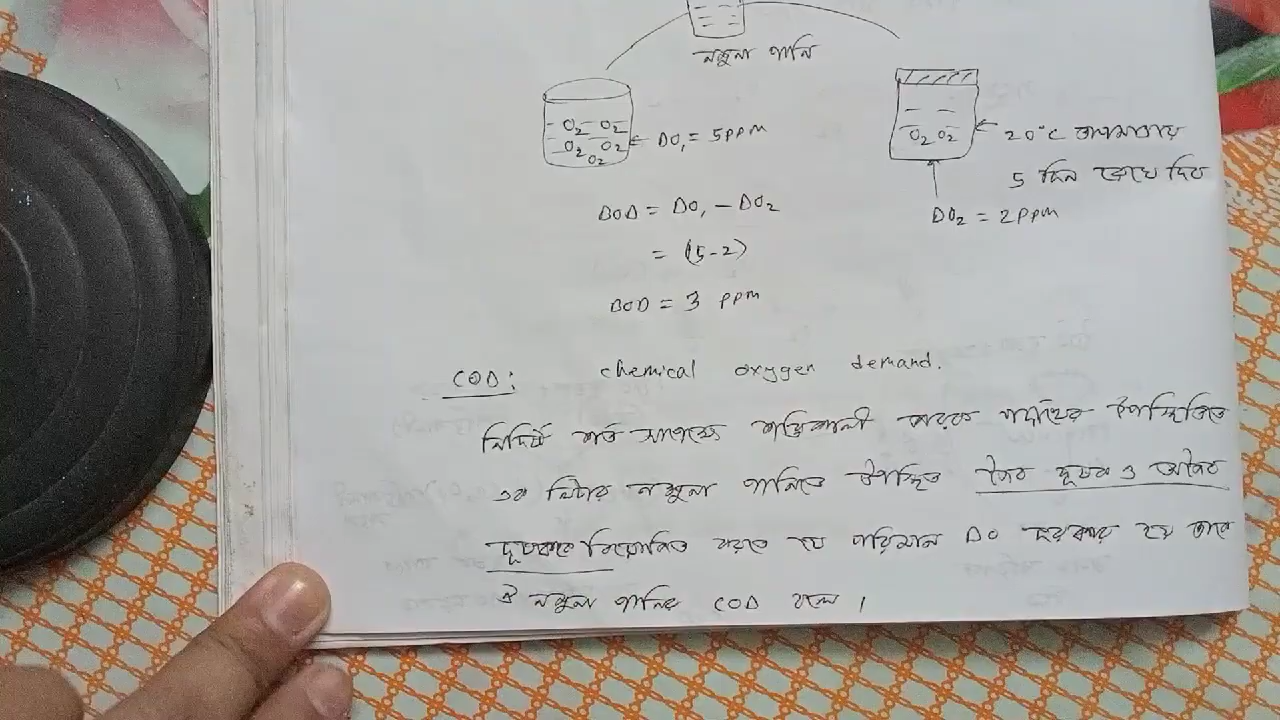 নমুনা পানি
O₂ O₂
O₂ O₂
O₂
← DO₁ = 5ppm
O₂ O₂
← 20°C তাপমাত্রায়
5 দিন রেখে দিব
DO₂ = 2ppm
BOD = DO₁ - DO₂
= (5-2)
BOD = 3 ppm
COD: chemical oxygen demand.
নির্দিষ্ট শর্ত সাপেক্ষে শক্তিশালী জারক পদার্থের উপস্থিতিতে
এক লিটার নমুনা পানিতে উপস্থিত জৈব দূষক ও অজৈব
দূষককে বিয়োজিত করতে যে পরিমান DO দরকার হয় তাকে
ঐ নমুনা পানির COD বলে।